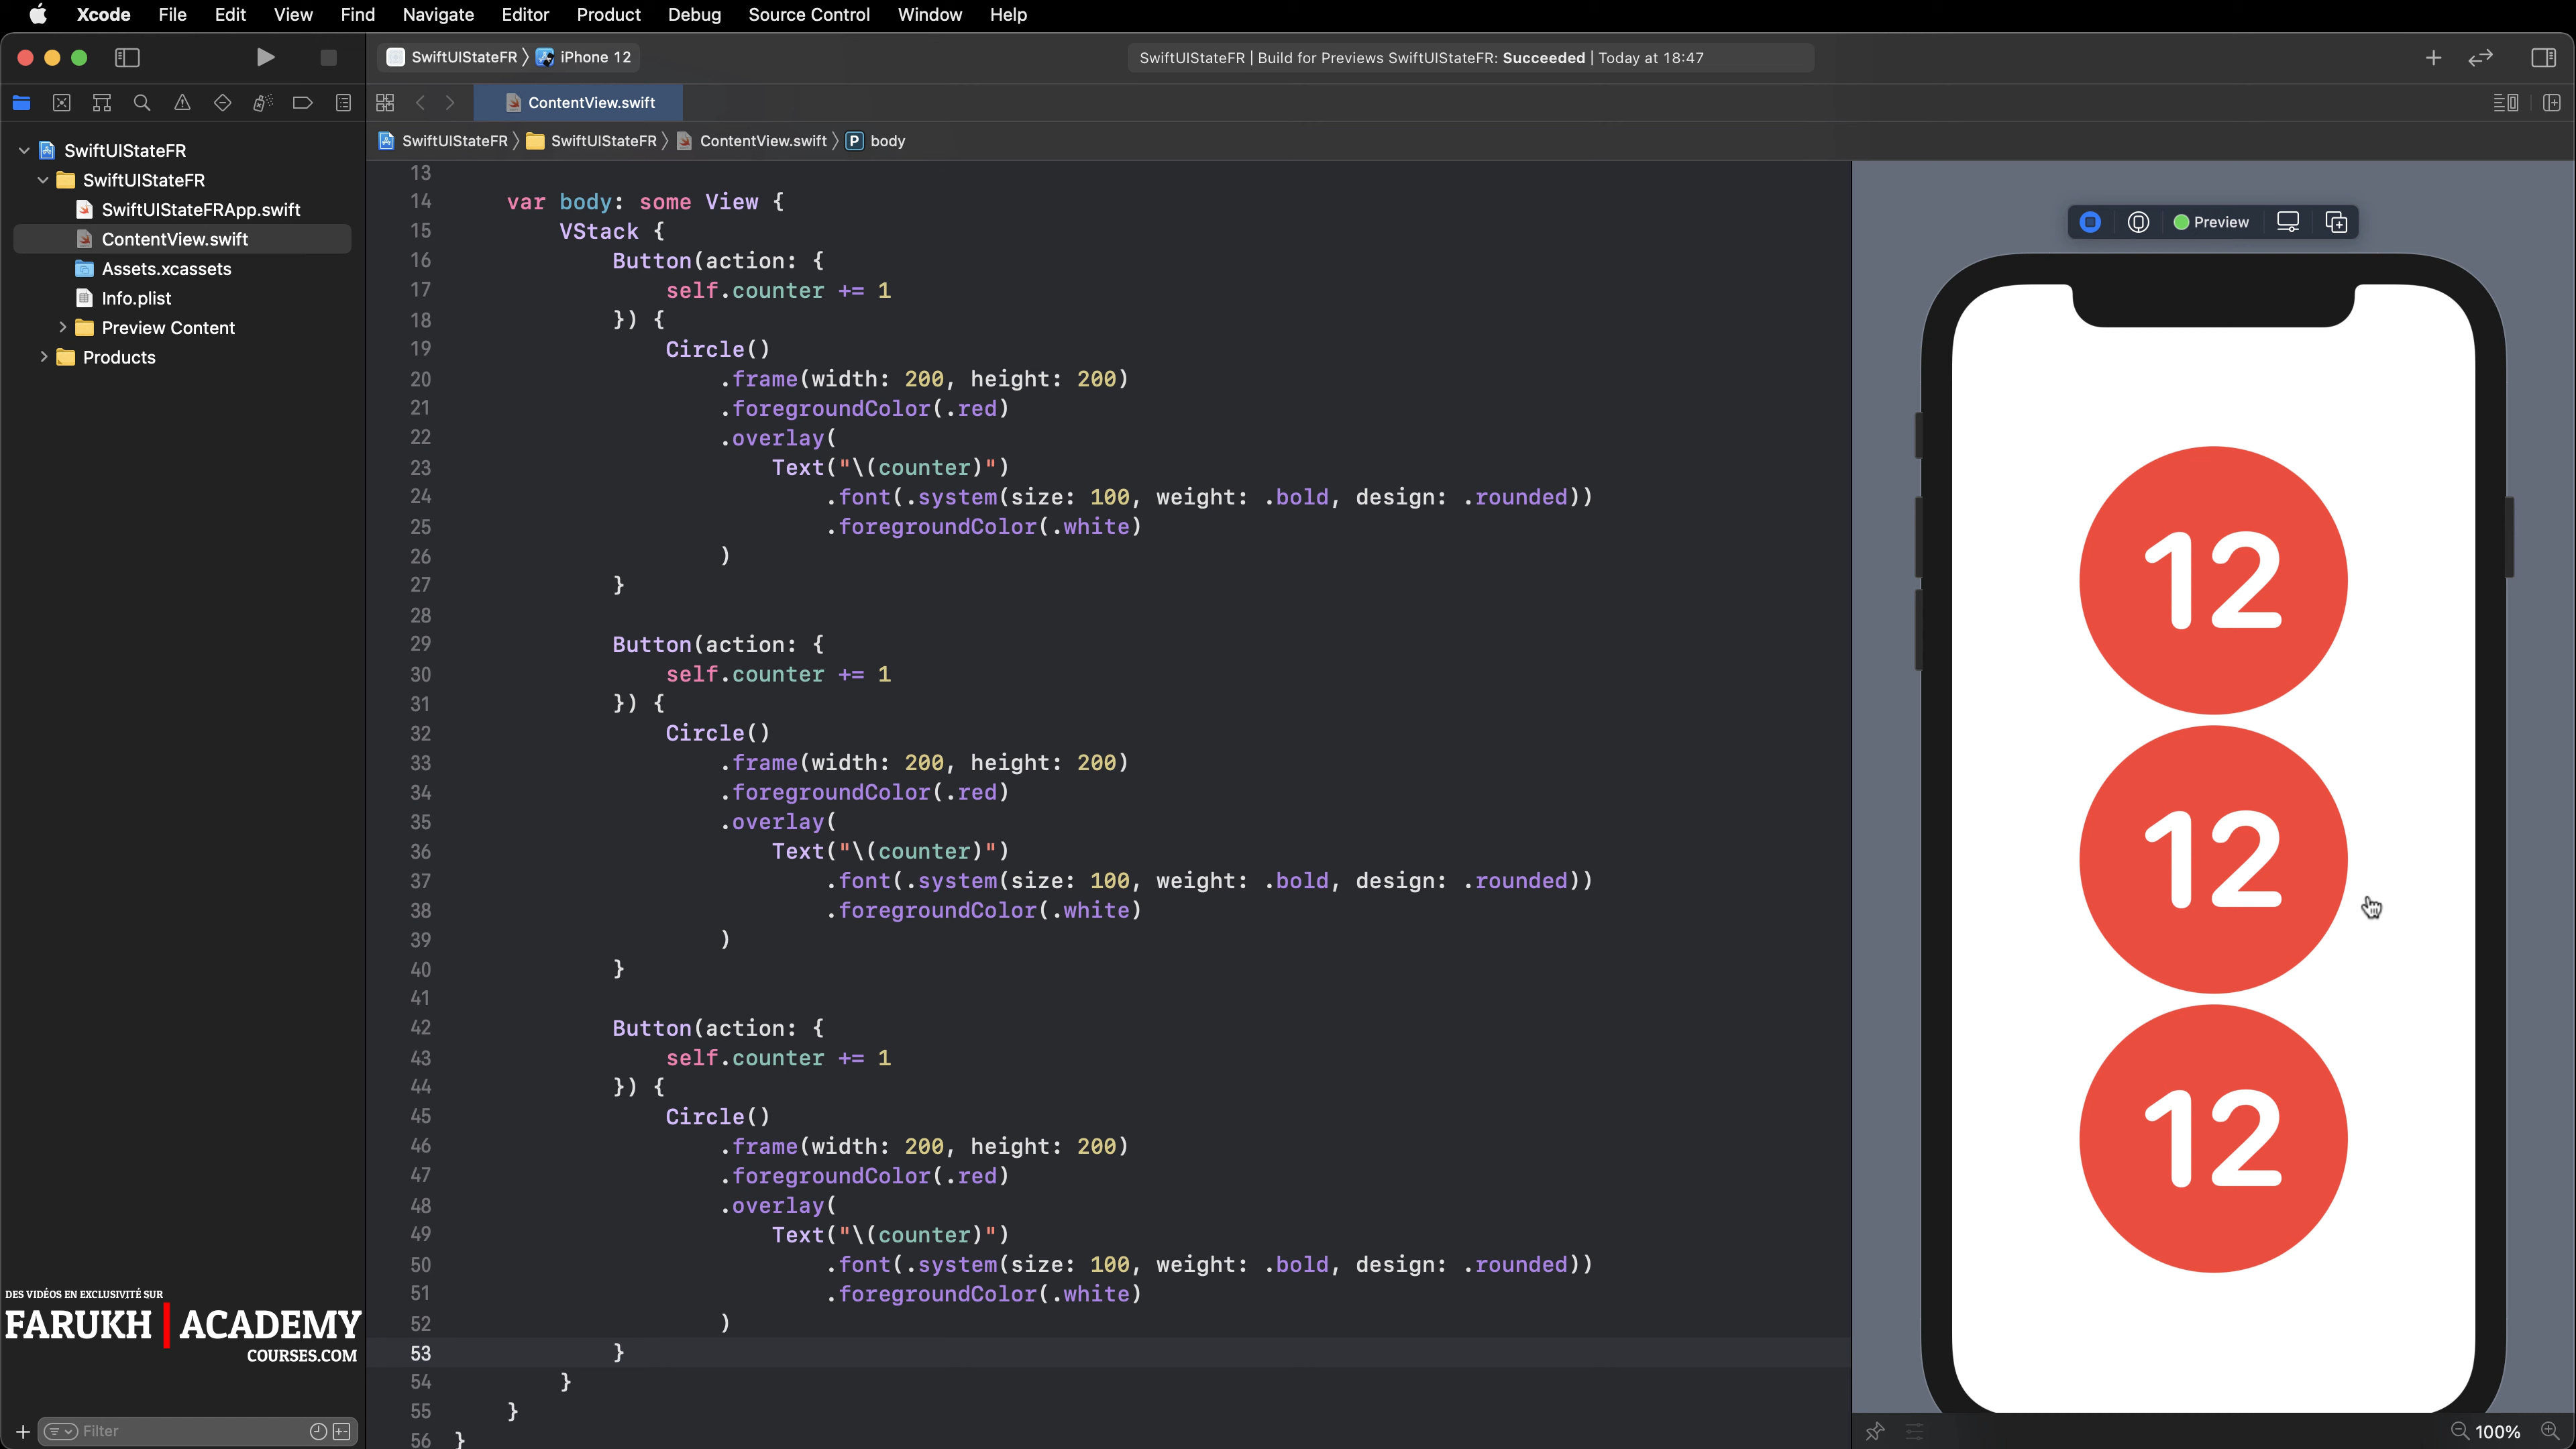 Xcode File Edit View Find Navigate Editor Product Debug Source Control Window Help
SwiftUIStateFR 〉 iPhone 12
SwiftUIStateFR | Build for Previews SwiftUIStateFR: Succeeded | Today at 18:47
ContentView.swift
SwiftUIStateFR 〉 SwiftUIStateFR 〉 ContentView.swift 〉 P body
SwiftUIStateFR
SwiftUIStateFR
SwiftUIStateFRApp.swift
ContentView.swift
Assets.xcassets
Info.plist
Preview Content
Products
DES VIDÉOS EN EXCLUSIVITÉ SUR
FARUKH | ACADEMY
COURSES.COM
Filter
13
14 var body: some View {
15 VStack {
16 Button(action: {
17 self.counter += 1
18 }) {
19 Circle()
20 .frame(width: 200, height: 200)
21 .foregroundColor(.red)
22 .overlay(
23 Text("\(counter)")
24 .font(.system(size: 100, weight: .bold, design: .rounded))
25 .foregroundColor(.white)
26 )
27 }
28
29 Button(action: {
30 self.counter += 1
31 }) {
32 Circle()
33 .frame(width: 200, height: 200)
34 .foregroundColor(.red)
35 .overlay(
36 Text("\(counter)")
37 .font(.system(size: 100, weight: .bold, design: .rounded))
38 .foregroundColor(.white)
39 )
40 }
41
42 Button(action: {
43 self.counter += 1
44 }) {
45 Circle()
46 .frame(width: 200, height: 200)
47 .foregroundColor(.red)
48 .overlay(
49 Text("\(counter)")
50 .font(.system(size: 100, weight: .bold, design: .rounded))
51 .foregroundColor(.white)
52 )
53 }
54 }
55 }
56 }
Preview
12
12
12
100%